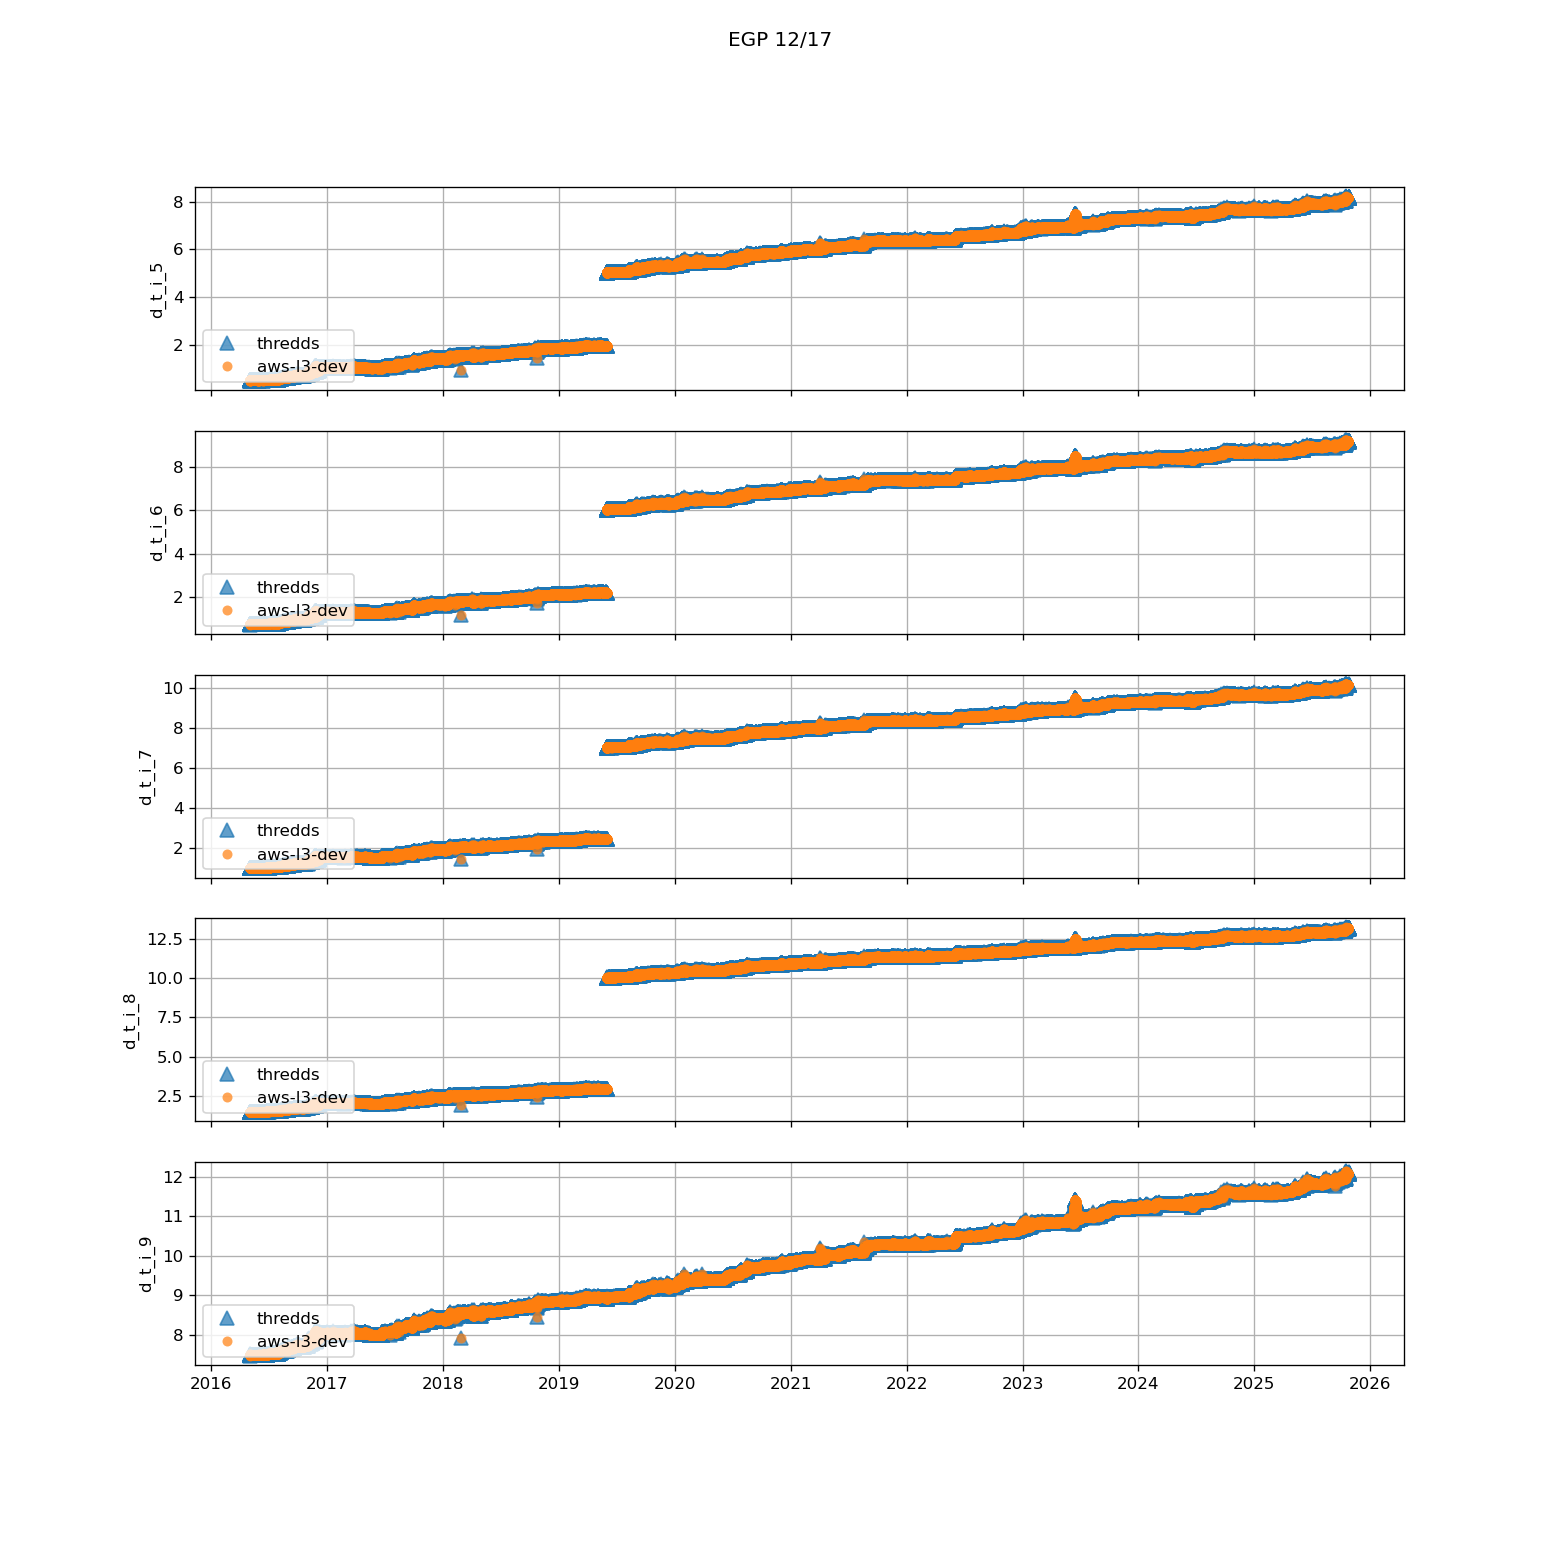 EGP 12/17
8
6
4
2
d_t_i_5
thredds
aws-l3-dev
8
6
4
2
d_t_i_6
thredds
aws-l3-dev
10
8
6
4
2
d_t_i_7
thredds
aws-l3-dev
12.5
10.0
7.5
5.0
2.5
d_t_i_8
thredds
aws-l3-dev
12
11
10
9
8
d_t_i_9
thredds
aws-l3-dev
2016 2017 2018 2019 2020 2021 2022 2023 2024 2025 2026